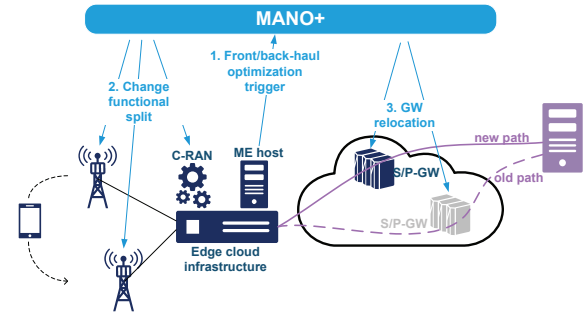 MANO+
1. Front/back-haul
optimization
trigger
2. Change
functional
split
3. GW
relocation
C-RAN
ME host
new path
S/P-GW
old path
S/P-GW
Edge cloud
infrastructure